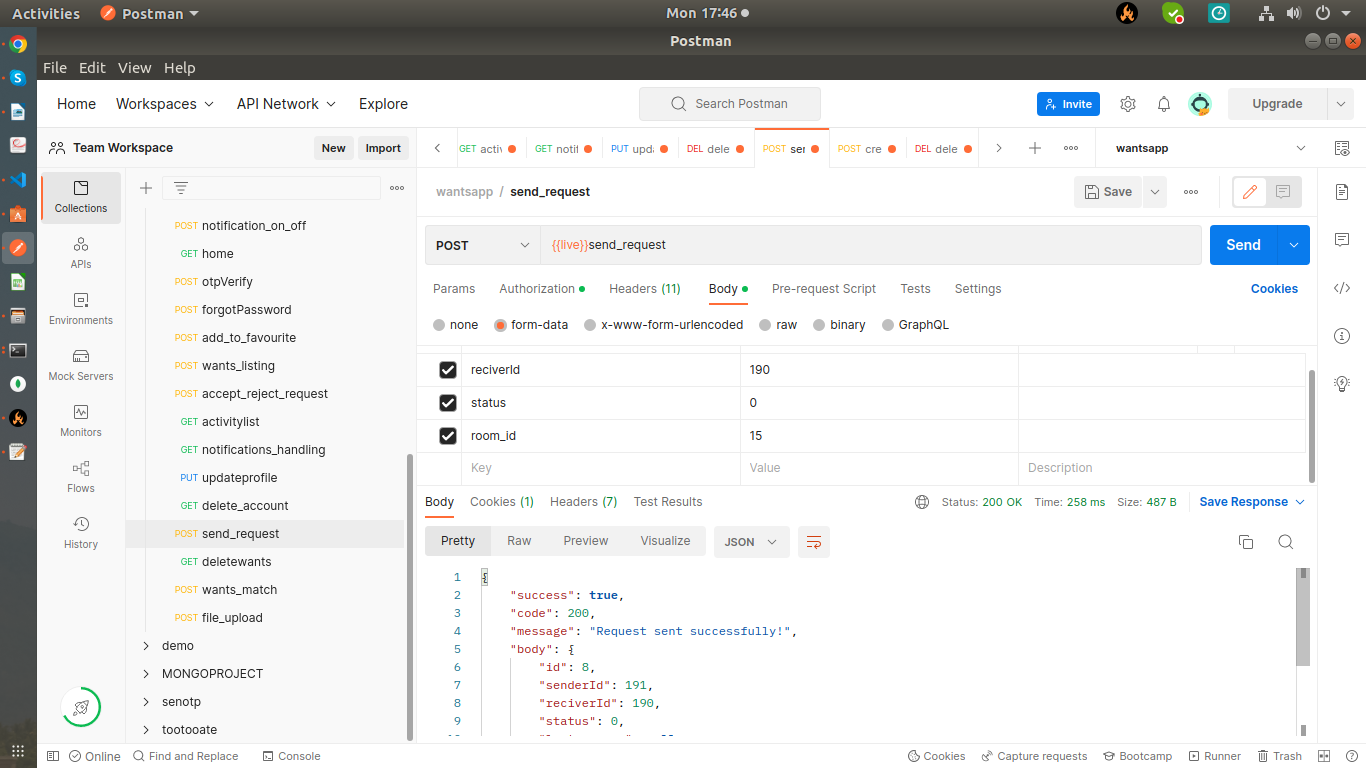 Activities Postman Mon 17:46
Postman
File Edit View Help
Home Workspaces API Network Explore Search Postman Invite Upgrade
Team Workspace New Import
GET activ GET notif PUT upda DEL dele POST sen POST cre DEL dele wantsapp
Collections
APIs
Environments
Mock Servers
Monitors
Flows
History
POST notification_on_off
GET home
POST otpVerify
POST forgotPassword
POST add_to_favourite
POST wants_listing
POST accept_reject_request
GET activitylist
GET notifications_handling
PUT updateprofile
GET delete_account
POST send_request
GET deletewants
POST wants_match
POST file_upload
demo
MONGOPROJECT
senotp
tootooate
wantsapp / send_request Save
POST {{live}}send_request Send
Params Authorization Headers (11) Body Pre-request Script Tests Settings Cookies
none form-data x-www-form-urlencoded raw binary GraphQL
reciverId 190
status 0
room_id 15
Key Value Description
Body Cookies (1) Headers (7) Test Results Status: 200 OK Time: 258 ms Size: 487 B Save Response
Pretty Raw Preview Visualize JSON
1 {
2 "success": true,
3 "code": 200,
4 "message": "Request sent successfully!",
5 "body": {
6 "id": 8,
7 "senderId": 191,
8 "reciverId": 190,
9 "status": 0,
Online Find and Replace Console Cookies Capture requests Bootcamp Runner Trash